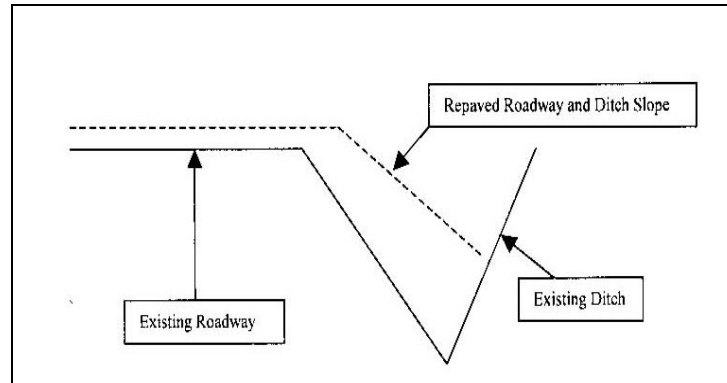 Repaved Roadway and Ditch Slope
Existing Ditch
Existing Roadway